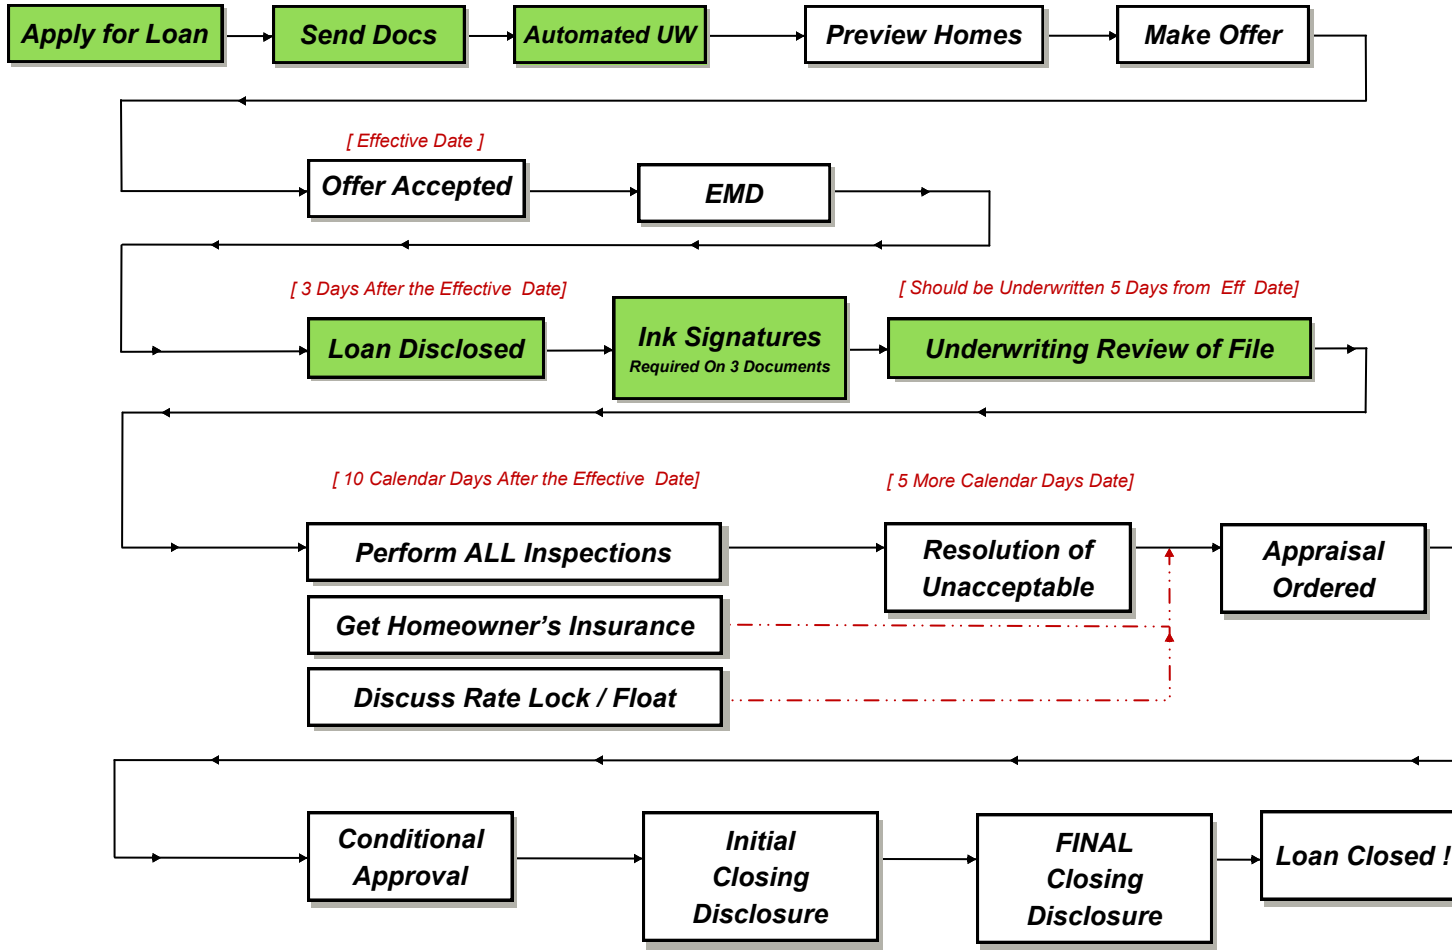 Apply for Loan
Send Docs
Automated UW
Preview Homes
Make Offer
[ Effective Date ]
Offer Accepted
EMD
[ 3 Days After the Effective Date]
[ Should be Underwritten 5 Days from Eff Date]
Loan Disclosed
Ink Signatures
Required On 3 Documents
Underwriting Review of File
[ 10 Calendar Days After the Effective Date]
[ 5 More Calendar Days Date]
Perform ALL Inspections
Resolution of
Unacceptable
Appraisal
Ordered
Get Homeowner's Insurance
Discuss Rate Lock / Float
Conditional
Approval
Initial
Closing
Disclosure
FINAL
Closing
Disclosure
Loan Closed !